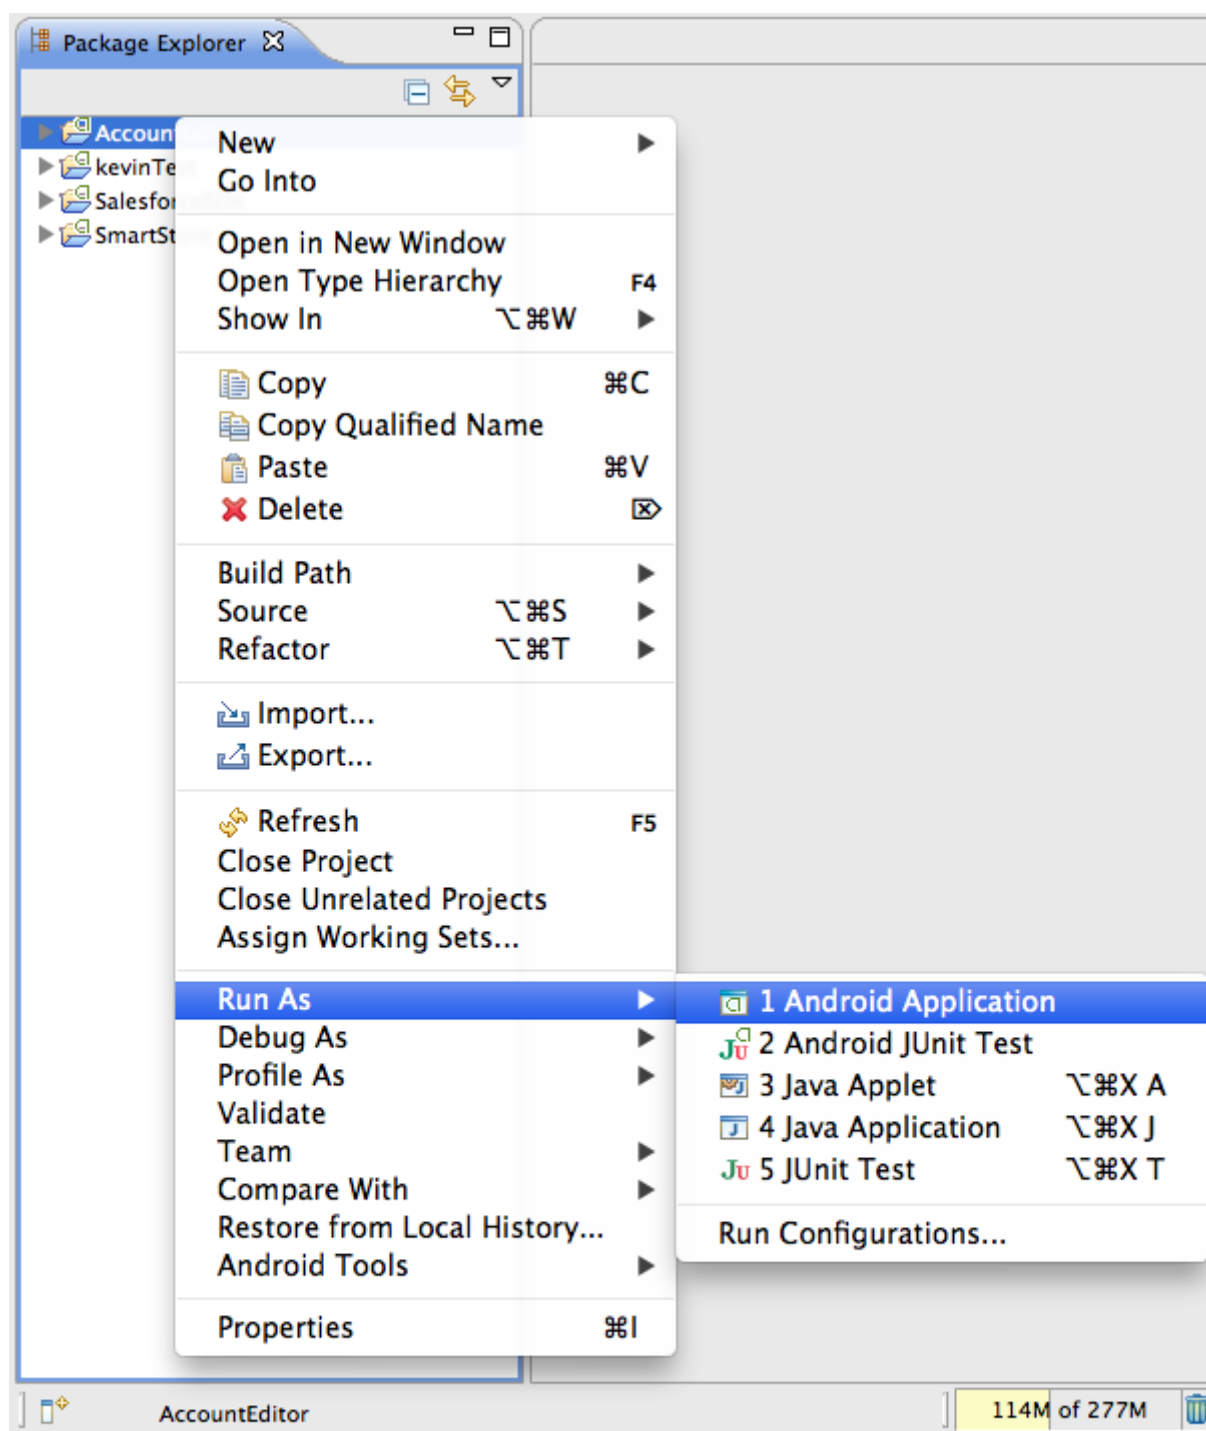 Package Explorer
Accoun
kevinTe
Salesfor
SmartSt
New
Go Into
Open in New Window
Open Type Hierarchy F4
Show In ⌥⌘W
Copy ⌘C
Copy Qualified Name
Paste ⌘V
Delete ⌦
Build Path
Source ⌥⌘S
Refactor ⌥⌘T
Import...
Export...
Refresh F5
Close Project
Close Unrelated Projects
Assign Working Sets...
Run As
Debug As
Profile As
Validate
Team
Compare With
Restore from Local History...
Android Tools
Properties ⌘I
1 Android Application
2 Android JUnit Test
3 Java Applet ⌥⌘X A
4 Java Application ⌥⌘X J
5 JUnit Test ⌥⌘X T
Run Configurations...
AccountEditor
114M of 277M